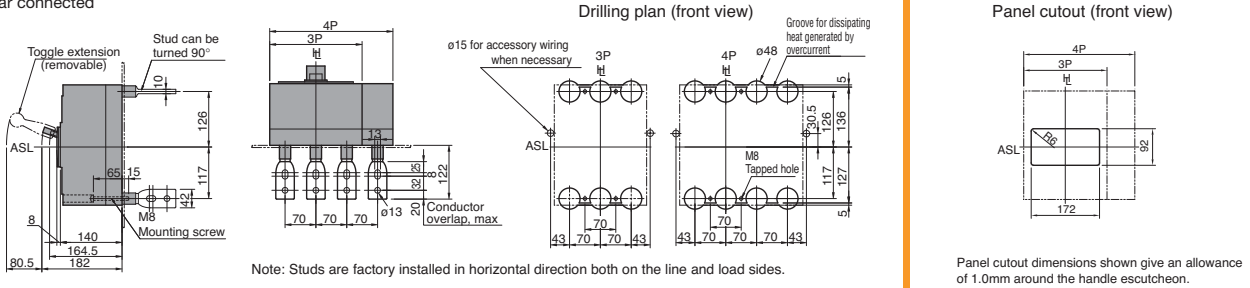 ar connected
Toggle extension
(removable)
Stud can be
turned 90°
10
126
ASL
117
65
15
42
M8
Mounting screw
8
140
164.5
80.5
182
4P
3P
13
25
8
32
122
20
ø13
Conductor
overlap, max
70
70
70
Note: Studs are factory installed in horizontal direction both on the line and load sides.
Drilling plan (front view)
ø15 for accessory wiring
when necessary
3P
ASL
70
43
70
70
43
4P
ø48
Groove for dissipating
heat generated by
overcurrent
5
30.5
126
136
M8
Tapped hole
117
127
5
70
43
70
70
70
43
Panel cutout (front view)
4P
3P
R6
ASL
92
172
Panel cutout dimensions shown give an allowance
of 1.0mm around the handle escutcheon.